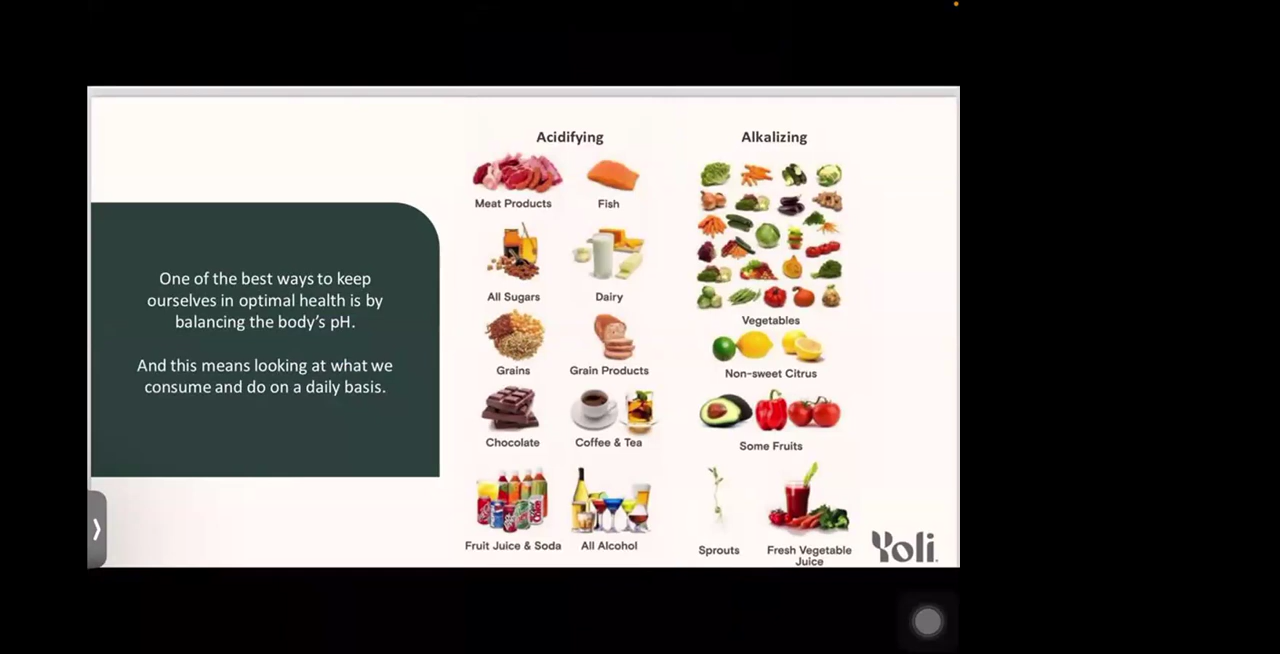 One of the best ways to keep
ourselves in optimal health is by
balancing the body's pH.
And this means looking at what we
consume and do on a daily basis.
Acidifying
Meat Products
Fish
All Sugars
Dairy
Grains
Grain Products
Chocolate
Coffee & Tea
Fruit Juice & Soda
All Alcohol
Alkalizing
Vegetables
Non-sweet Citrus
Some Fruits
Sprouts
Fresh Vegetable
Juice
Yoli